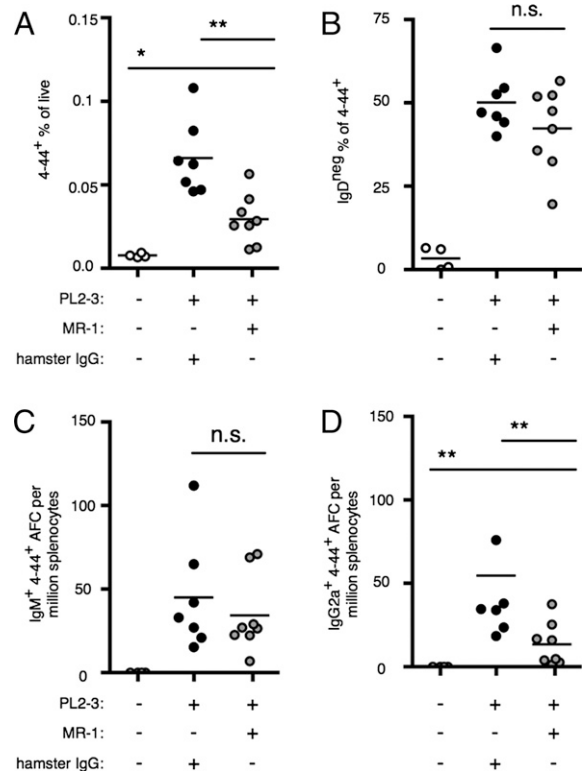 A
* **
4-44+ % of live
0.15
0.1
0.05
0.0
PL2-3: - + +
MR-1: - - +
hamster IgG: - + -
B
n.s.
IgDneg % of 4-44+
75
50
25
0
- + +
- - +
- + -
C
n.s.
IgM+ 4-44+ AFC per
million splenocytes
150
100
50
0
PL2-3: - + +
MR-1: - - +
hamster IgG: - + -
D
** **
IgG2a+ 4-44+ AFC per
million splenocytes
150
100
50
0
- + +
- - +
- + -